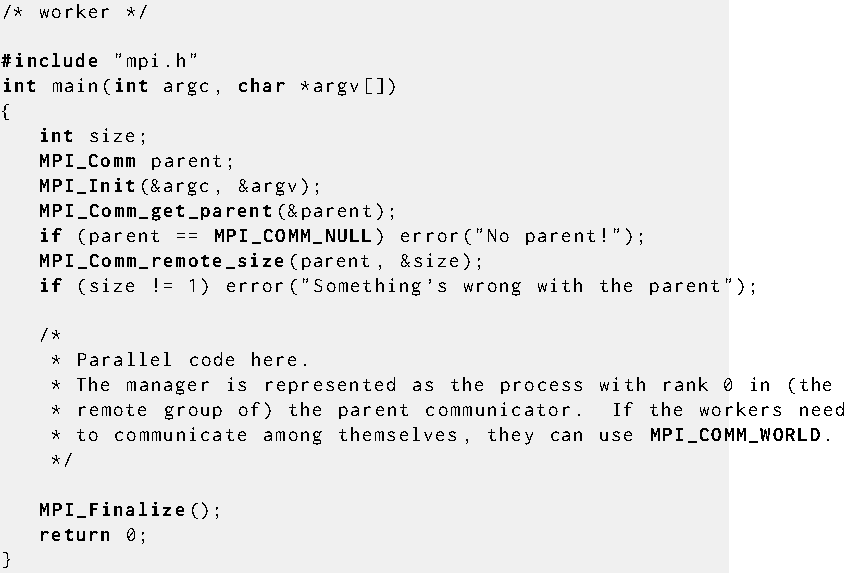 /* worker */

#include "mpi.h"
int main(int argc, char *argv[])
{
   int size;
   MPI_Comm parent;
   MPI_Init(&argc, &argv);
   MPI_Comm_get_parent(&parent);
   if (parent == MPI_COMM_NULL) error("No parent!");
   MPI_Comm_remote_size(parent, &size);
   if (size != 1) error("Something's wrong with the parent");

   /*
    * Parallel code here.
    * The manager is represented as the process with rank 0 in (the
    * remote group of) the parent communicator.  If the workers need
    * to communicate among themselves, they can use MPI_COMM_WORLD.
    */

   MPI_Finalize();
   return 0;
}